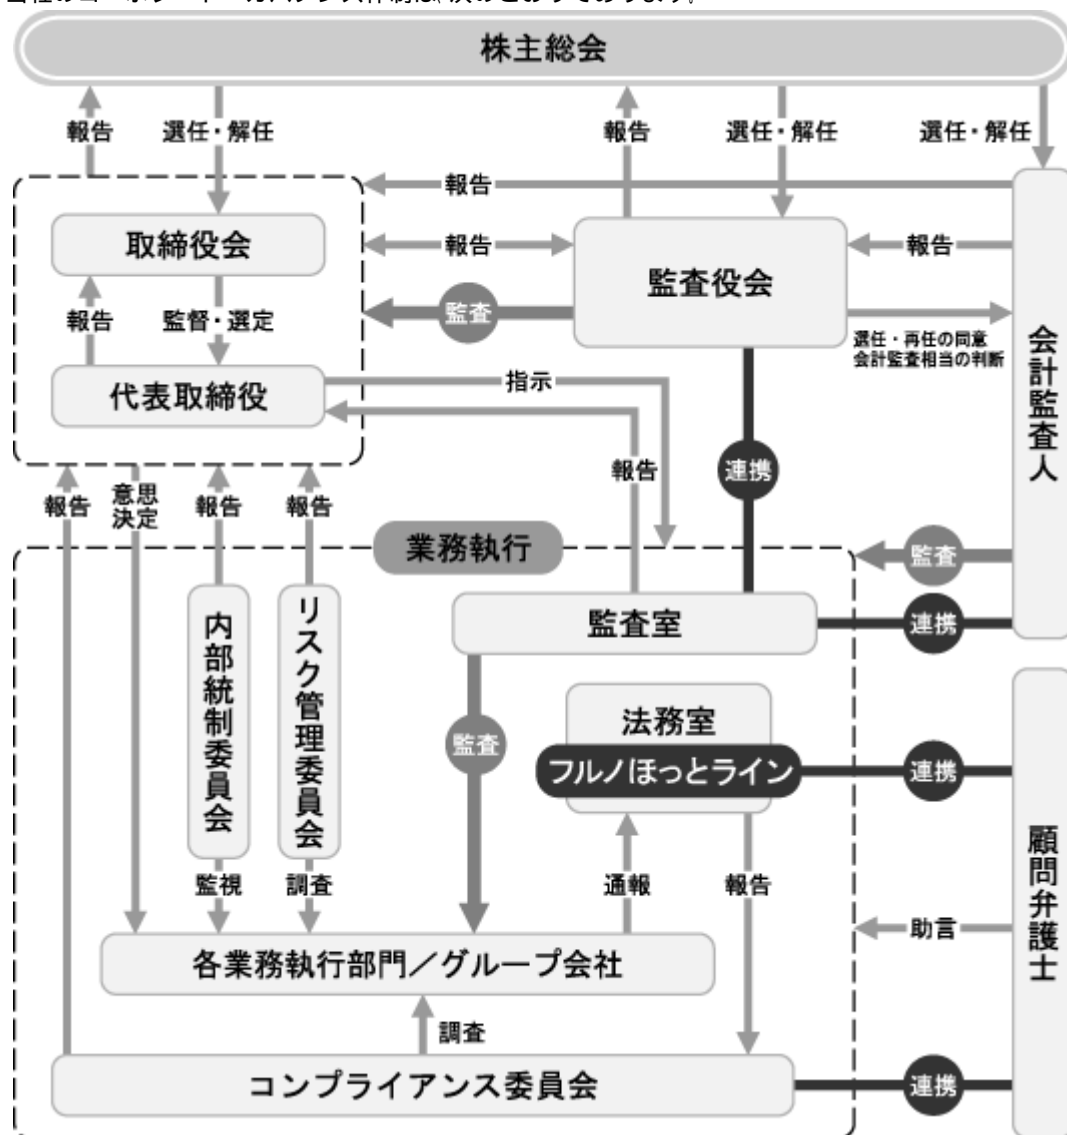 当社のコーポレート・ガバナンス体制は、次のとおりであります。
株主総会
報告
選任・解任
報告
選任・解任
選任・解任
報告
取締役会
報告
監査役会
報告
監査
報告
監督・選定
選任・再任の同意
会計監査相当の判断
会計監査人
代表取締役
指示
報告
連携
報告
意思
決定
報告
報告
業務執行
監査
監査室
連携
内部統制委員会
リスク管理委員会
監査
法務室
フルノほっとライン
連携
顧問弁護士
監視
調査
通報
報告
助言
各業務執行部門／グループ会社
調査
コンプライアンス委員会
連携